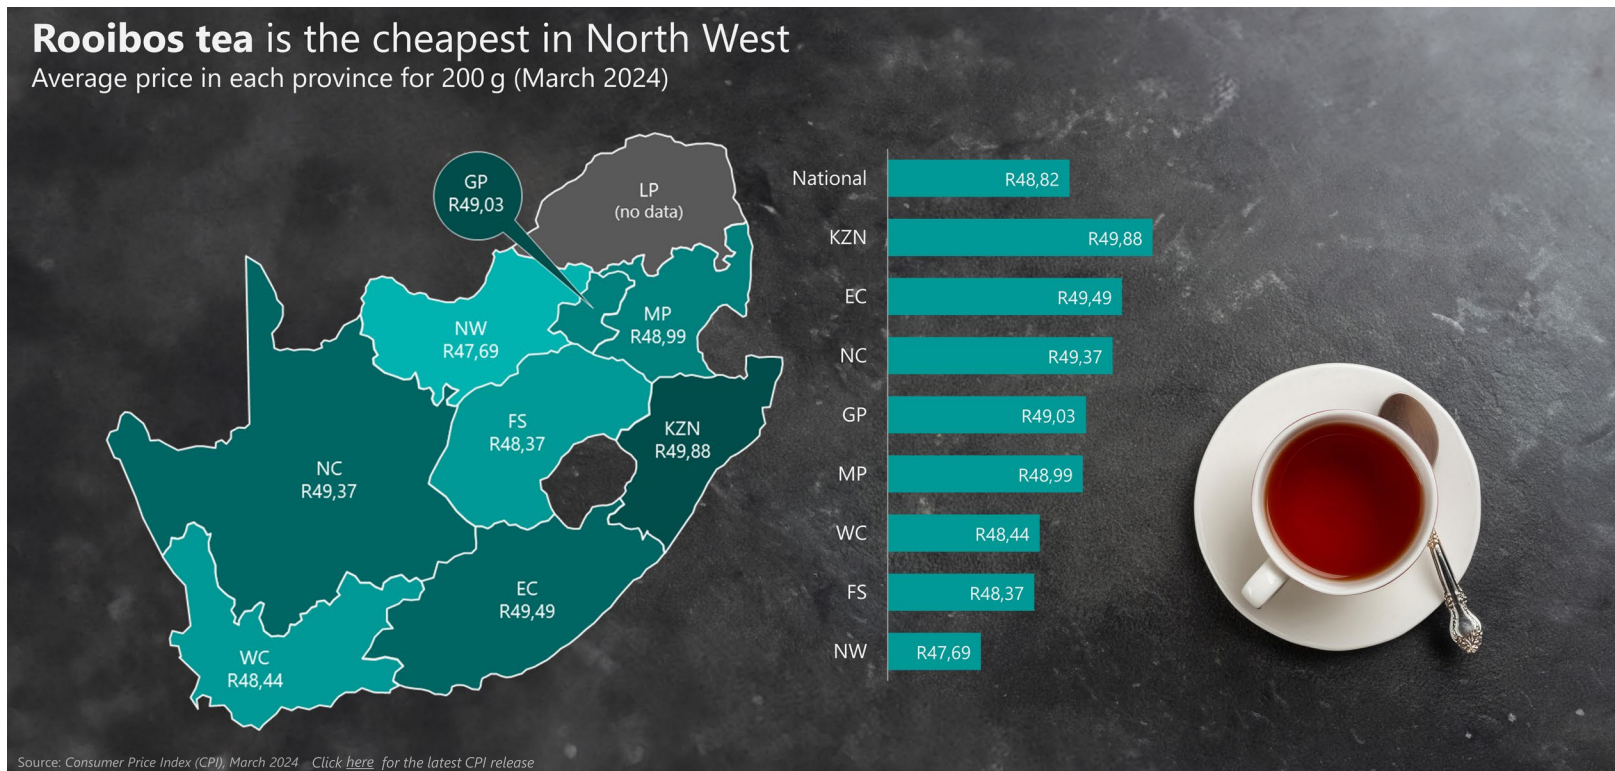 Rooibos tea is the cheapest in North West
Average price in each province for 200 g (March 2024)
GP
R49,03
LP
(no data)
NW
R47,69
MP
R48,99
FS
R48,37
KZN
R49,88
NC
R49,37
EC
R49,49
WC
R48,44
National R48,82
KZN R49,88
EC R49,49
NC R49,37
GP R49,03
MP R48,99
WC R48,44
FS R48,37
NW R47,69
Source: Consumer Price Index (CPI), March 2024 Click here for the latest CPI release